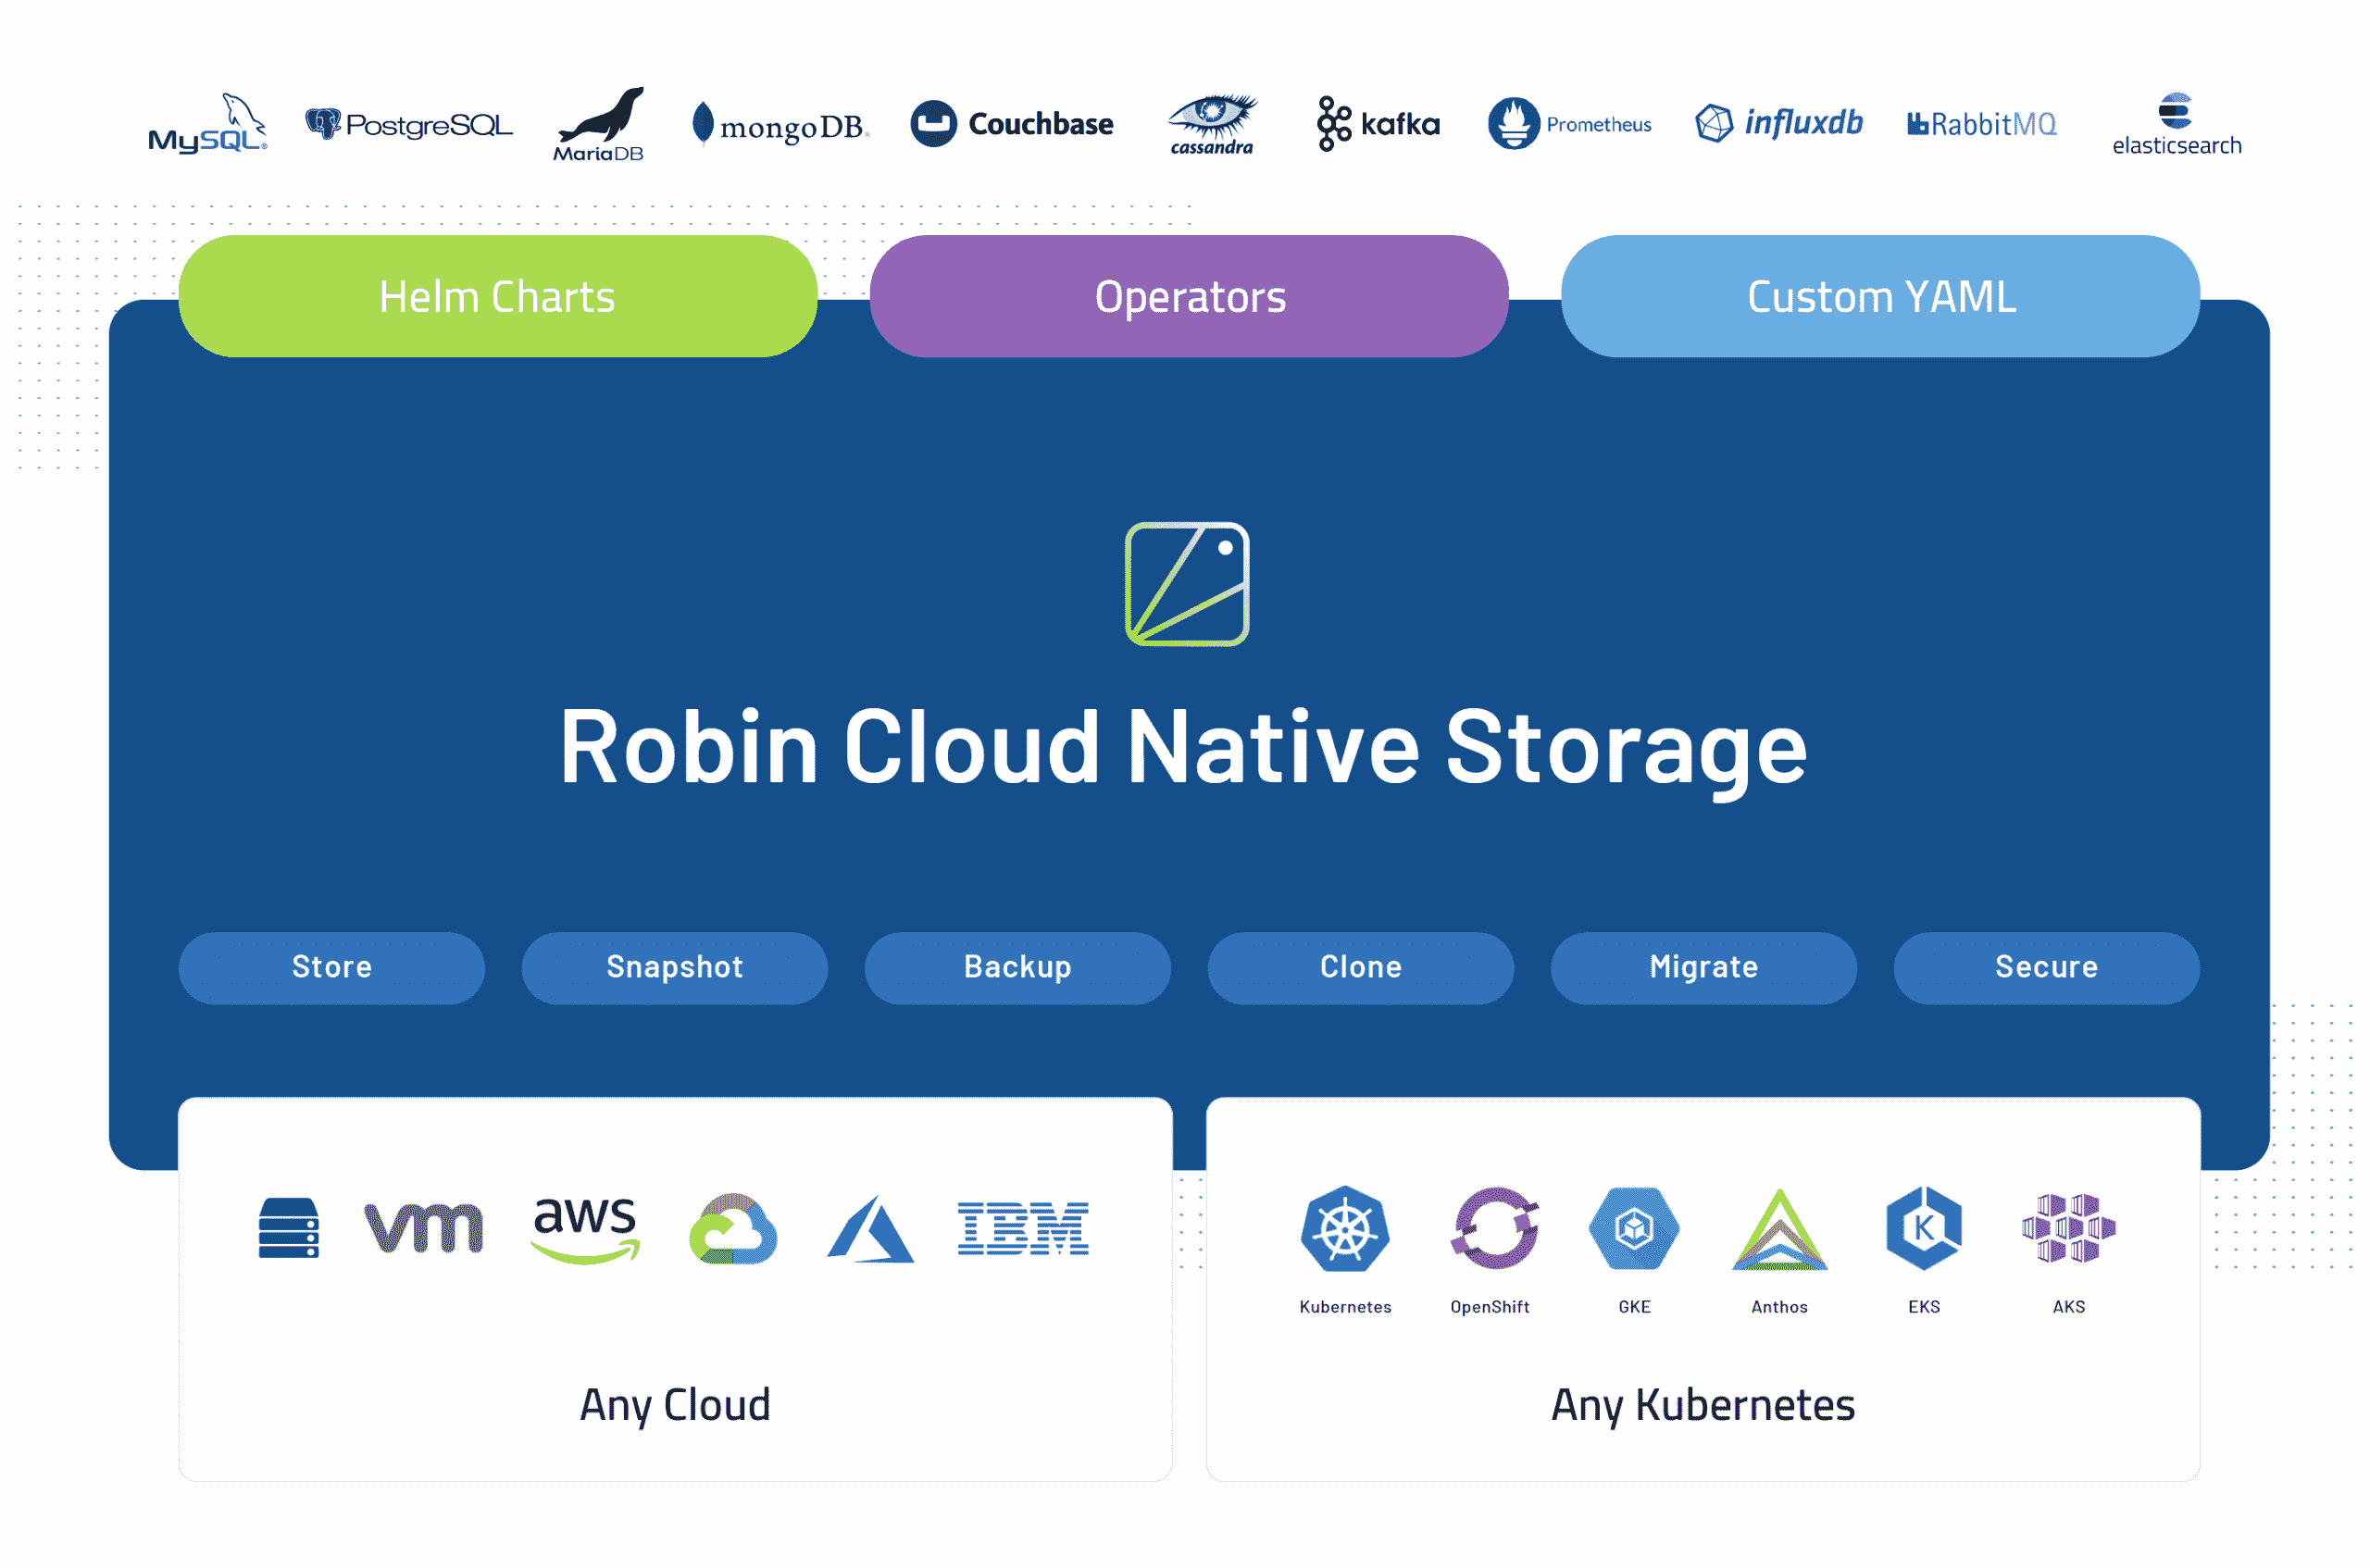 MySQL® PostgreSQL MariaDB mongoDB® Couchbase cassandra kafka Prometheus influxdb RabbitMQ elasticsearch
Helm Charts Operators Custom YAML
Robin Cloud Native Storage
Store Snapshot Backup Clone Migrate Secure
vm aws IBM
K
Kubernetes OpenShift GKE Anthos EKS AKS
Any Cloud Any Kubernetes